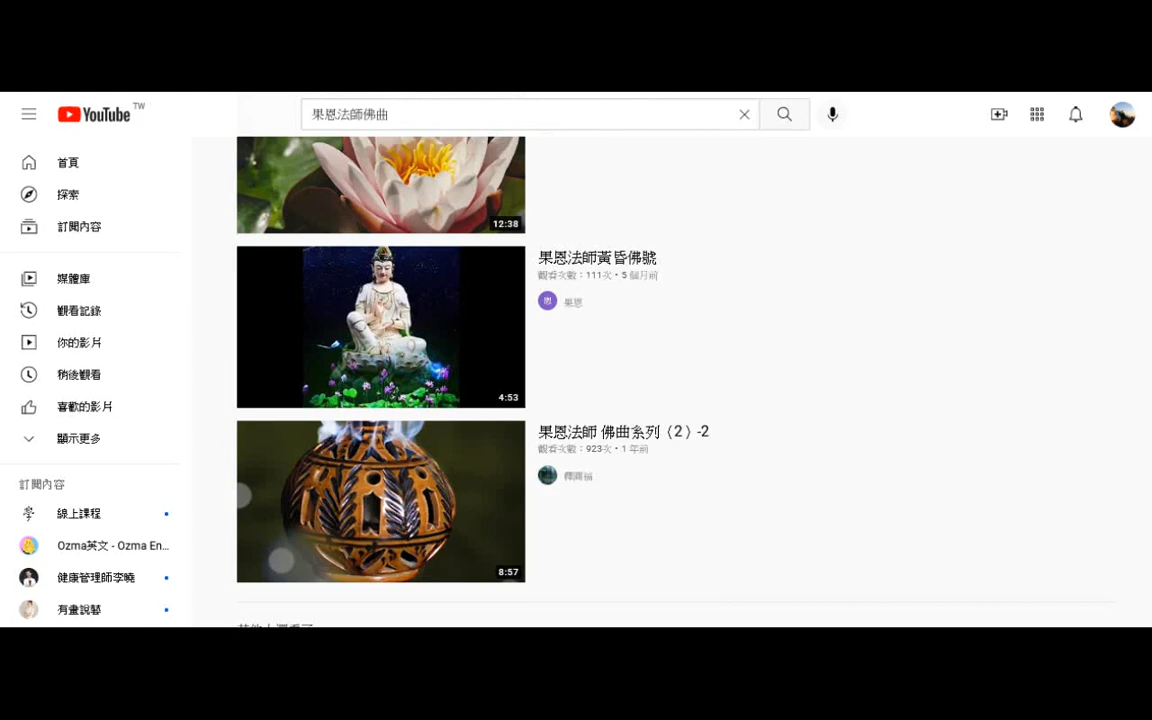 YouTube TW
果恩法師佛曲
首頁
探索
訂閱內容
媒體庫
觀看記錄
你的影片
稍後觀看
喜歡的影片
顯示更多
訂閱內容
線上課程
Ozma英文 - Ozma En...
健康管理師李曉
有畫說藝
12:38
4:53
果恩法師黃昏佛號
觀看次數：111次 • 5 個月前
恩
果恩
8:57
果恩法師 佛曲系列（2）-2
觀看次數：923次 • 1 年前